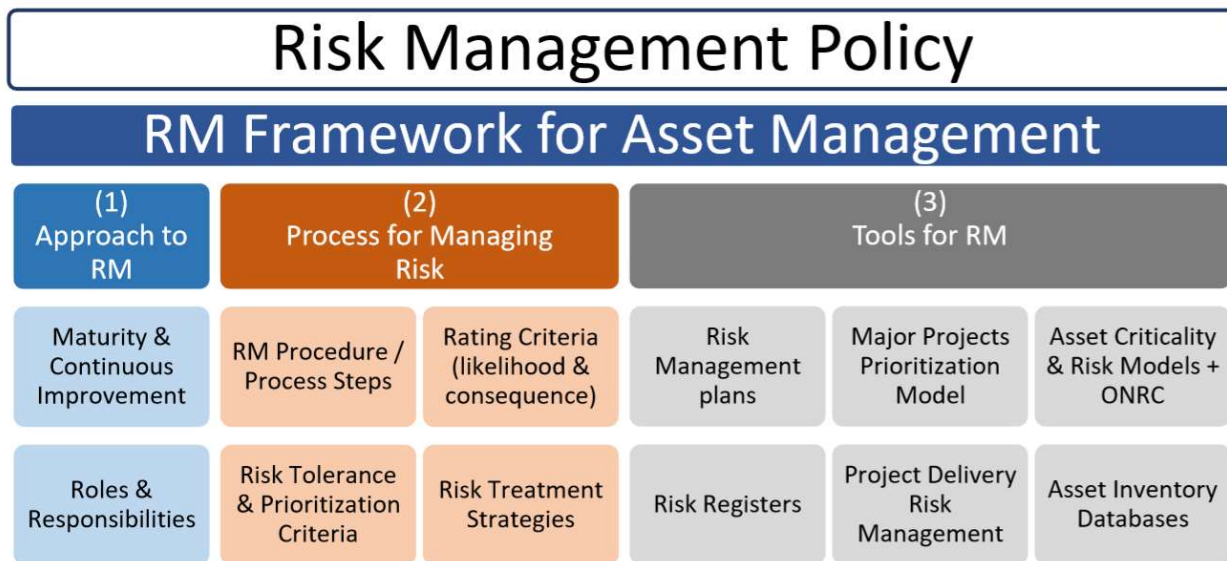 Risk Management Policy
RM Framework for Asset Management
(1)
Approach to
RM
(2)
Process for Managing
Risk
(3)
Tools for RM
Maturity &
Continuous
Improvement
RM Procedure /
Process Steps
Rating Criteria
(likelihood &
consequence)
Risk
Management
plans
Major Projects
Prioritization
Model
Asset Criticality
& Risk Models +
ONRC
Roles &
Responsibilities
Risk Tolerance
& Prioritization
Criteria
Risk Treatment
Strategies
Risk Registers
Project Delivery
Risk
Management
Asset Inventory
Databases